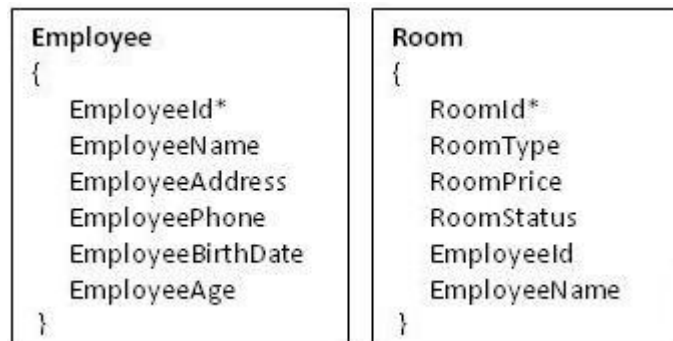 Employee
{
EmployeeId*
EmployeeName
EmployeeAddress
EmployeePhone
EmployeeBirthDate
EmployeeAge
}
Room
{
RoomId*
RoomType
RoomPrice
RoomStatus
EmployeeId
EmployeeName
}